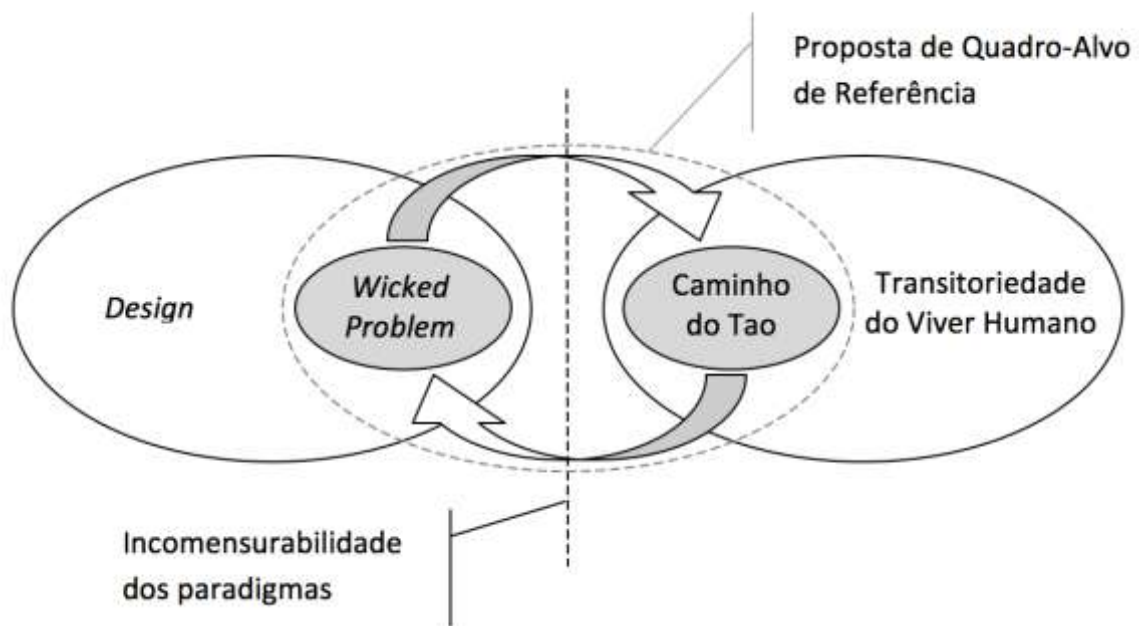 Proposta de Quadro-Alvo
de Referência
Design
Wicked
Problem
Caminho
do Tao
Transitoriedade
do Viver Humano
Incomensurabilidade
dos paradigmas